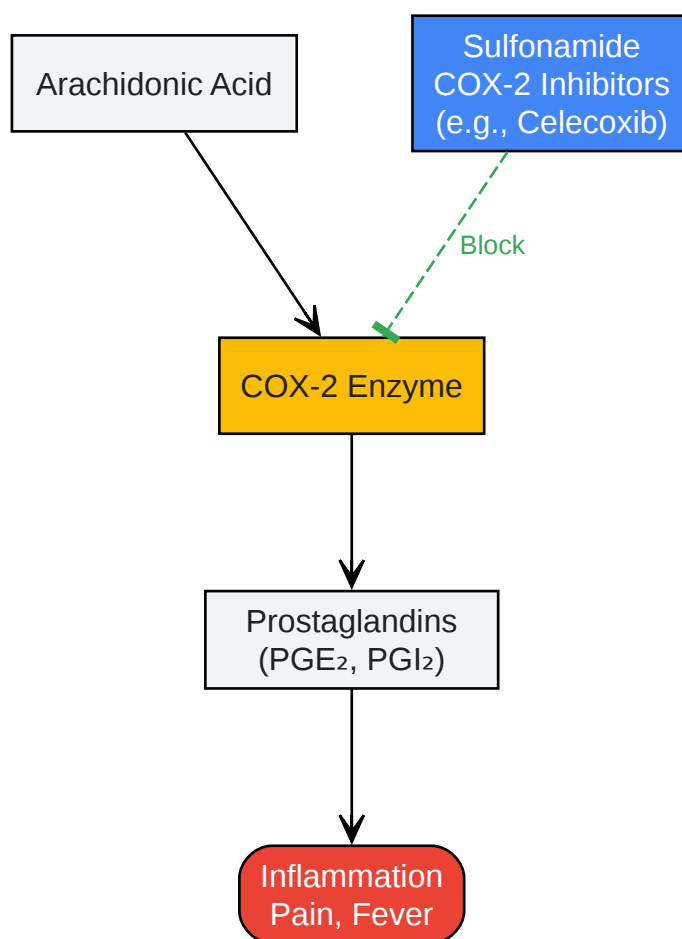 Arachidonic Acid
Sulfonamide
COX-2 Inhibitors
(e.g., Celecoxib)
Block
COX-2 Enzyme
Prostaglandins
(PGE₂, PGI₂)
Inflammation
Pain, Fever